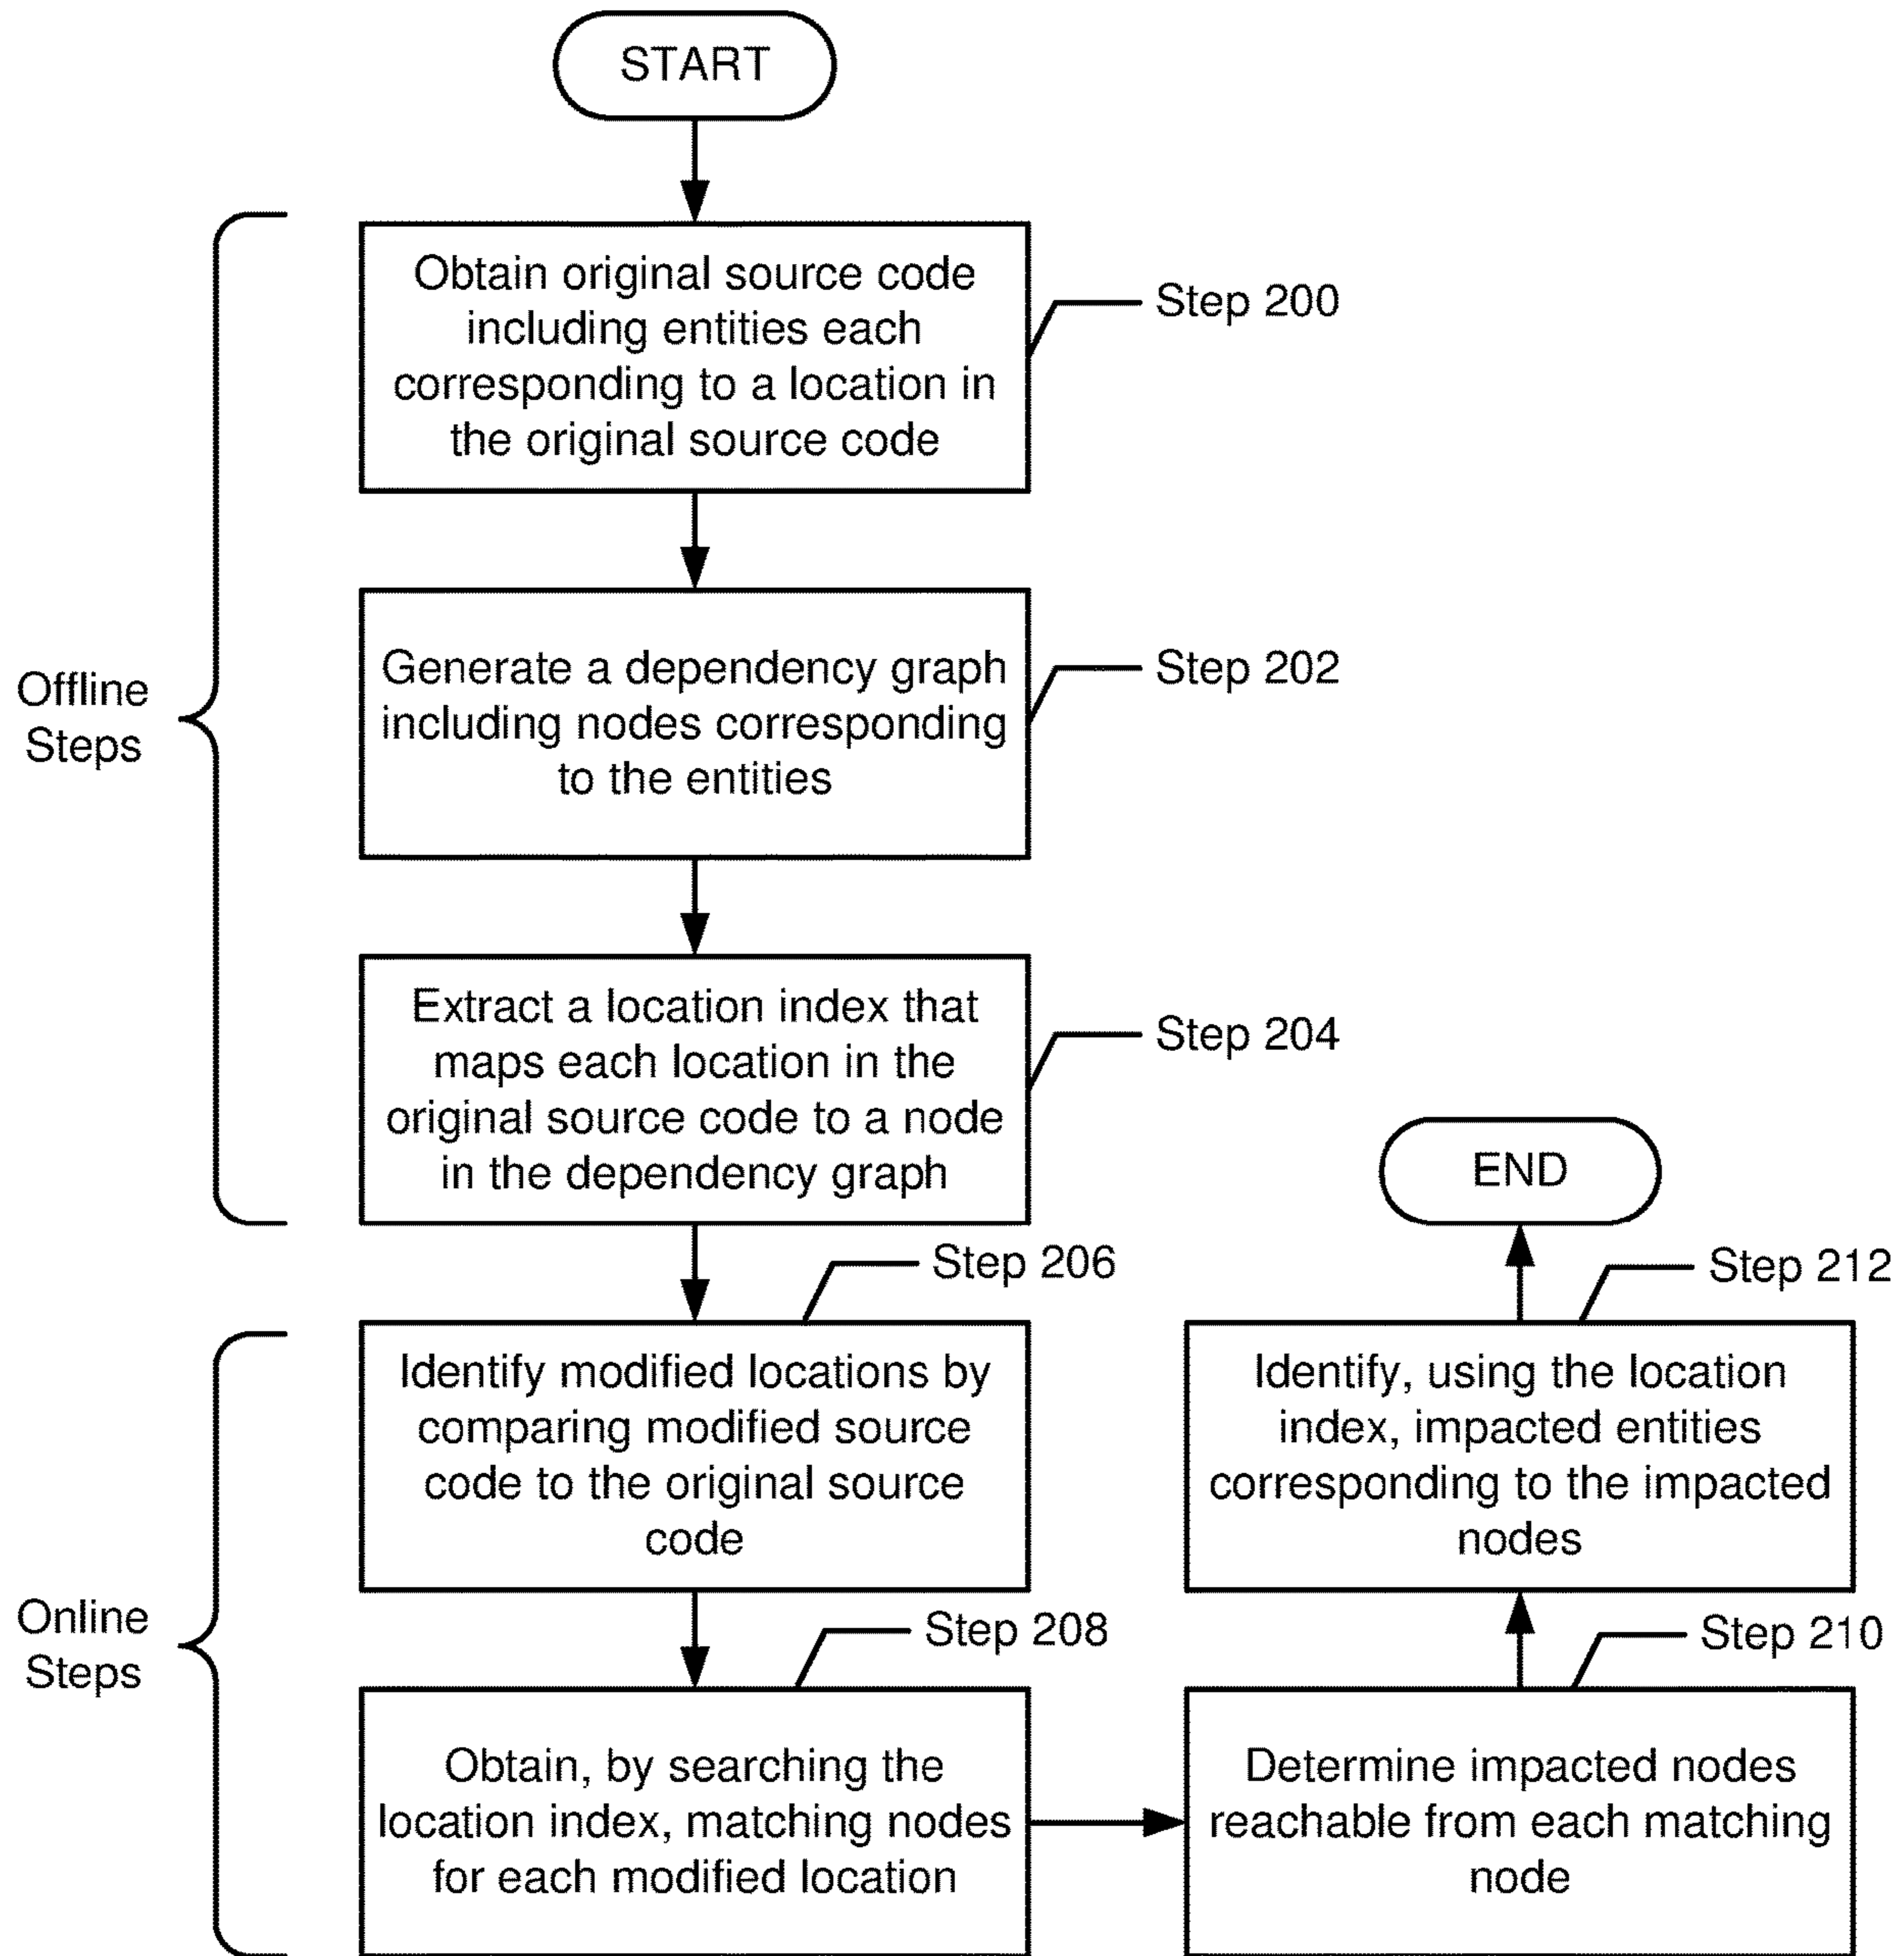 START
Obtain original source code
including entities each
corresponding to a location in
the original source code
Step 200
Offline
Steps
Generate a dependency graph
including nodes corresponding
to the entities
Step 202
Extract a location index that
maps each location in the
original source code to a node
in the dependency graph
Step 204
Step 206
Identify modified locations by
comparing modified source
code to the original source
code
Online
Steps
Step 208
Obtain, by searching the
location index, matching nodes
for each modified location
Step 210
Determine impacted nodes
reachable from each matching
node
Step 212
Identify, using the location
index, impacted entities
corresponding to the impacted
nodes
END